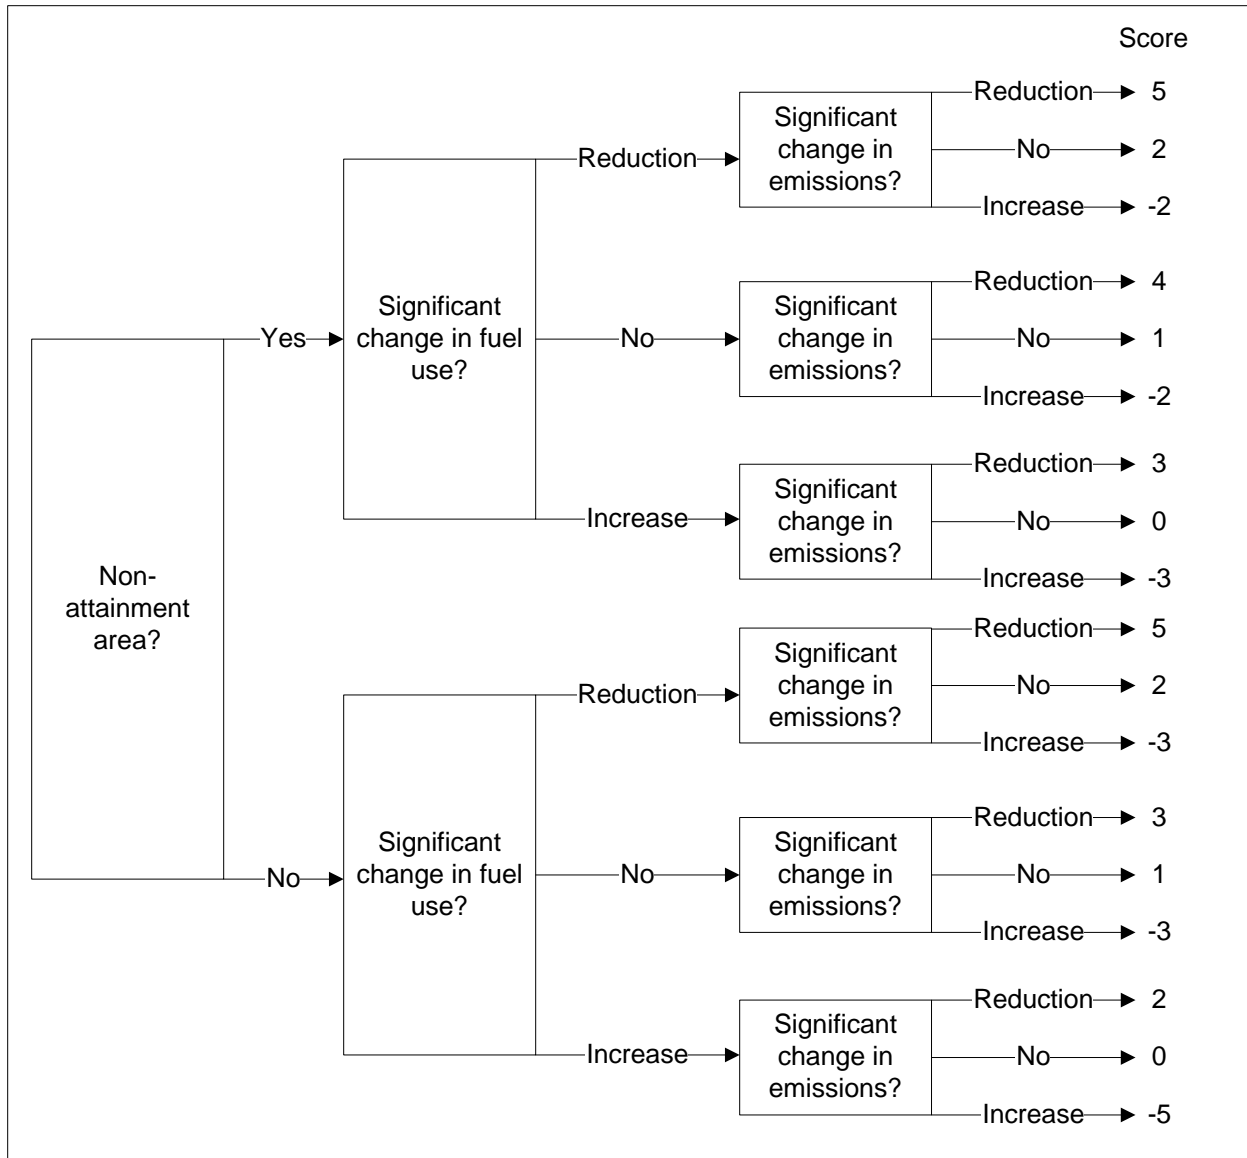 Score
Non-
attainment
area?
Yes
Significant
change in fuel
use?
Reduction
Significant
change in
emissions?
Reduction 5
No 2
Increase -2
No
Significant
change in
emissions?
Reduction 4
No 1
Increase -2
Increase
Significant
change in
emissions?
Reduction 3
No 0
Increase -3
No
Significant
change in fuel
use?
Reduction
Significant
change in
emissions?
Reduction 5
No 2
Increase -3
No
Significant
change in
emissions?
Reduction 3
No 1
Increase -3
Increase
Significant
change in
emissions?
Reduction 2
No 0
Increase -5